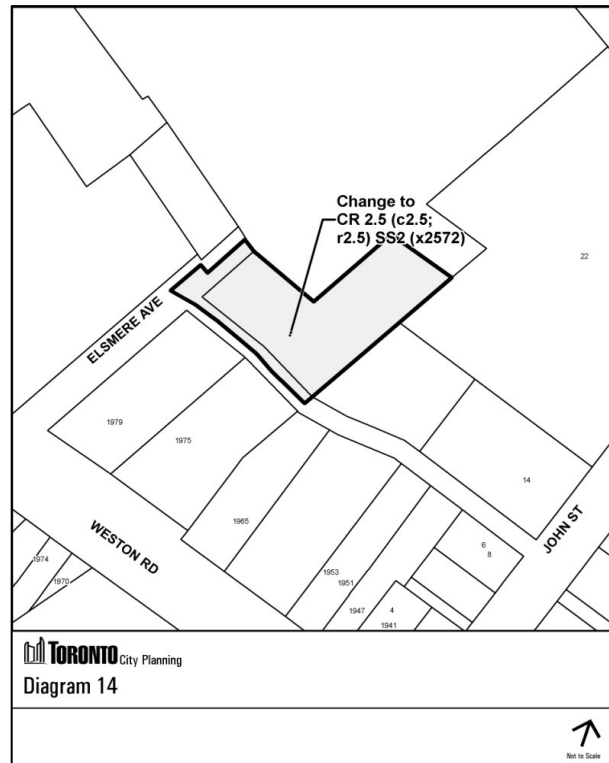 Change to
CR 2.5 (c2.5;
r2.5) SS2 (x2572)
22
ELSMERE AVE
1979
1975
14
JOHN ST
1965
6
8
WESTON RD
1974
1970
1953
1951
1947
4
1941
TORONTO City Planning
Diagram 14
Not to Scale